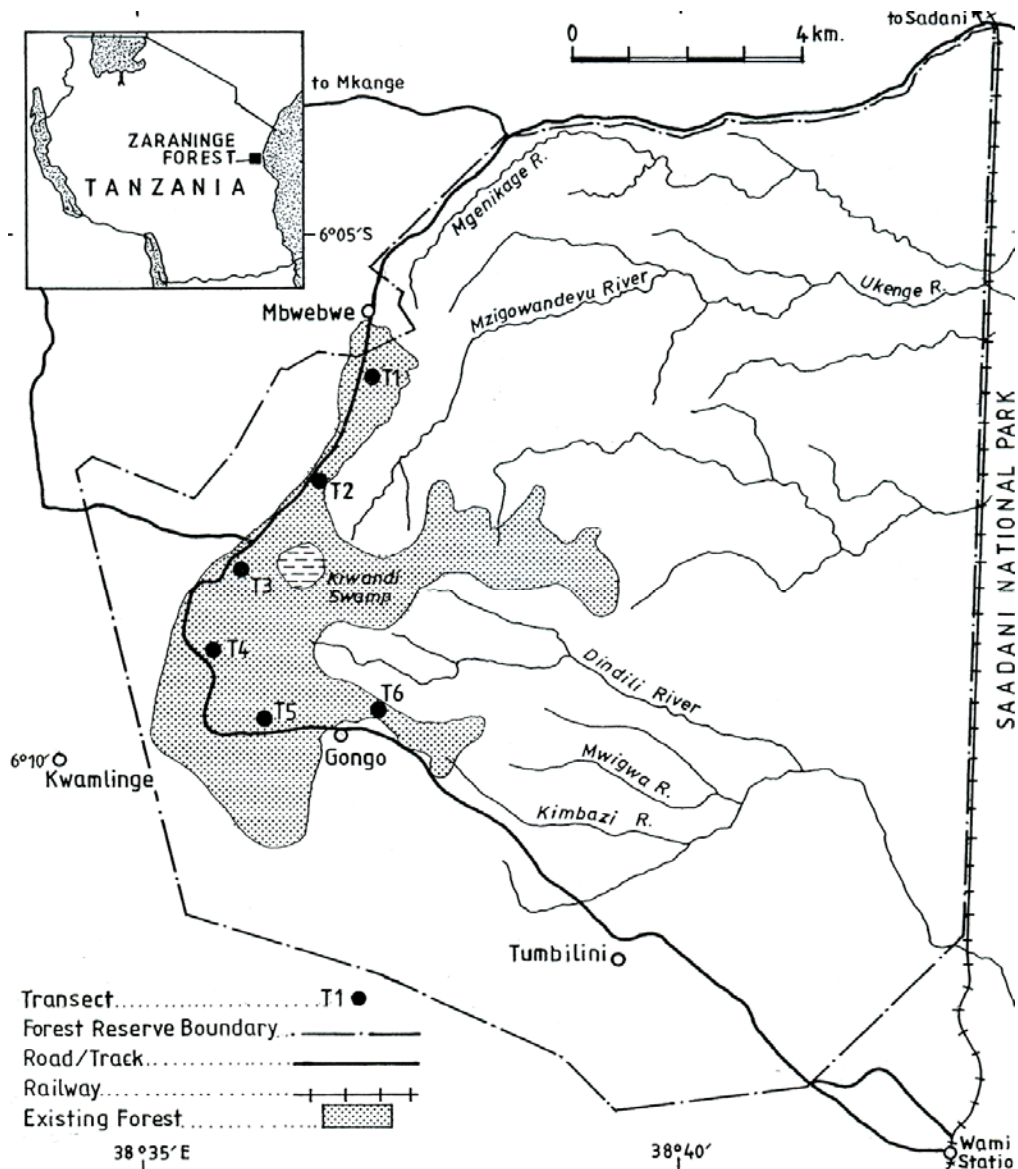 to Sadani
0 4 km.
to Mkange
ZARANINGE
FOREST
TANZANIA
6°05'S
Mgenikage R.
Mzigowandevu River
Ukenge R.
Mbwebwe
T1
T2
T3
Kiwandi
Swamp
T4
T5
T6
Gongo
6°10'
Kwamlinge
Dindili River
Mwigwa R.
Kimbazi R.
SAADANI NATIONAL PARK
Tumbilini
Transect T1
Forest Reserve Boundary
Road/Track
Railway
Existing Forest
38°35'E
38°40'
Wami
Statio